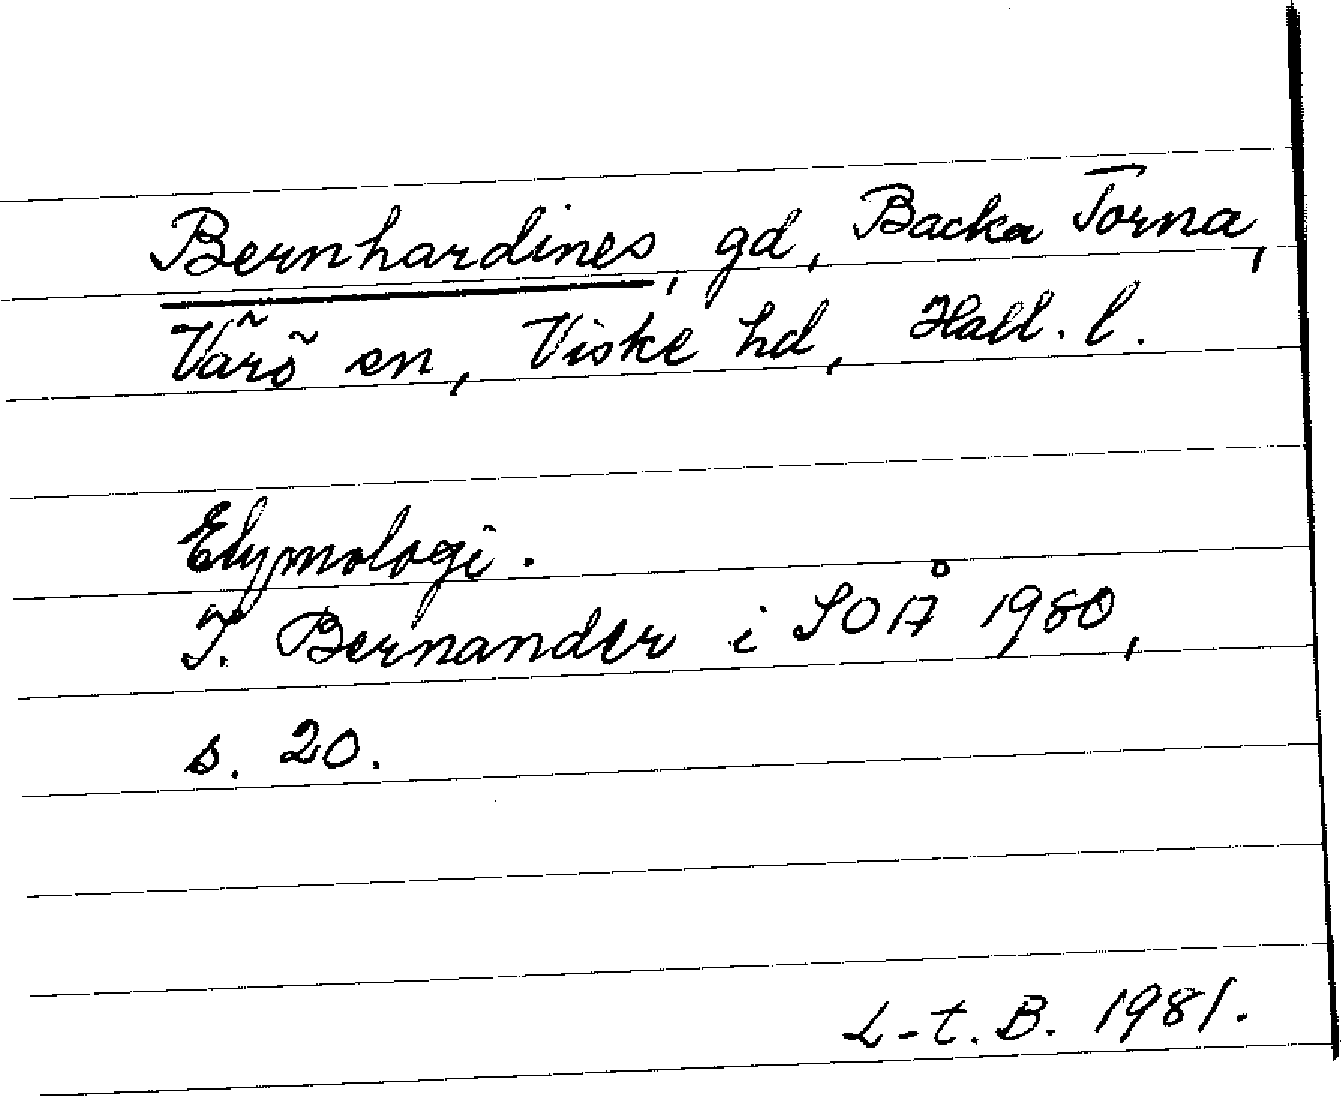 Bernhardines, gd, Backa Torna,
Värö sn, Viske hd, Hall. l.
Etymologi.
I. Bernander i SOÅ 1980,
s. 20.
L-t. B. 1981.